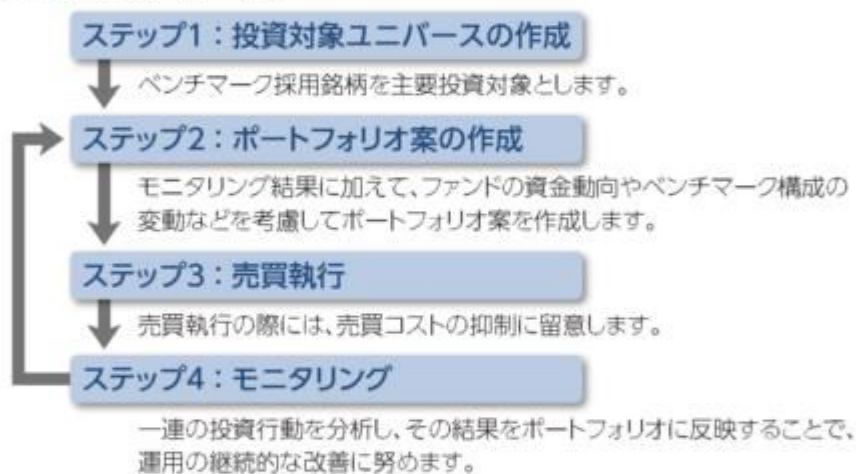 ステップ1：投資対象ユニバースの作成
ベンチマーク採用銘柄を主要投資対象とします。
ステップ2：ポートフォリオ案の作成
モニタリング結果に加えて、ファンドの資金動向やベンチマーク構成の
変動などを考慮してポートフォリオ案を作成します。
ステップ3：売買執行
売買執行の際には、売買コストの抑制に留意します。
ステップ4：モニタリング
一連の投資行動を分析し、その結果をポートフォリオに反映することで、
運用の継続的な改善に努めます。